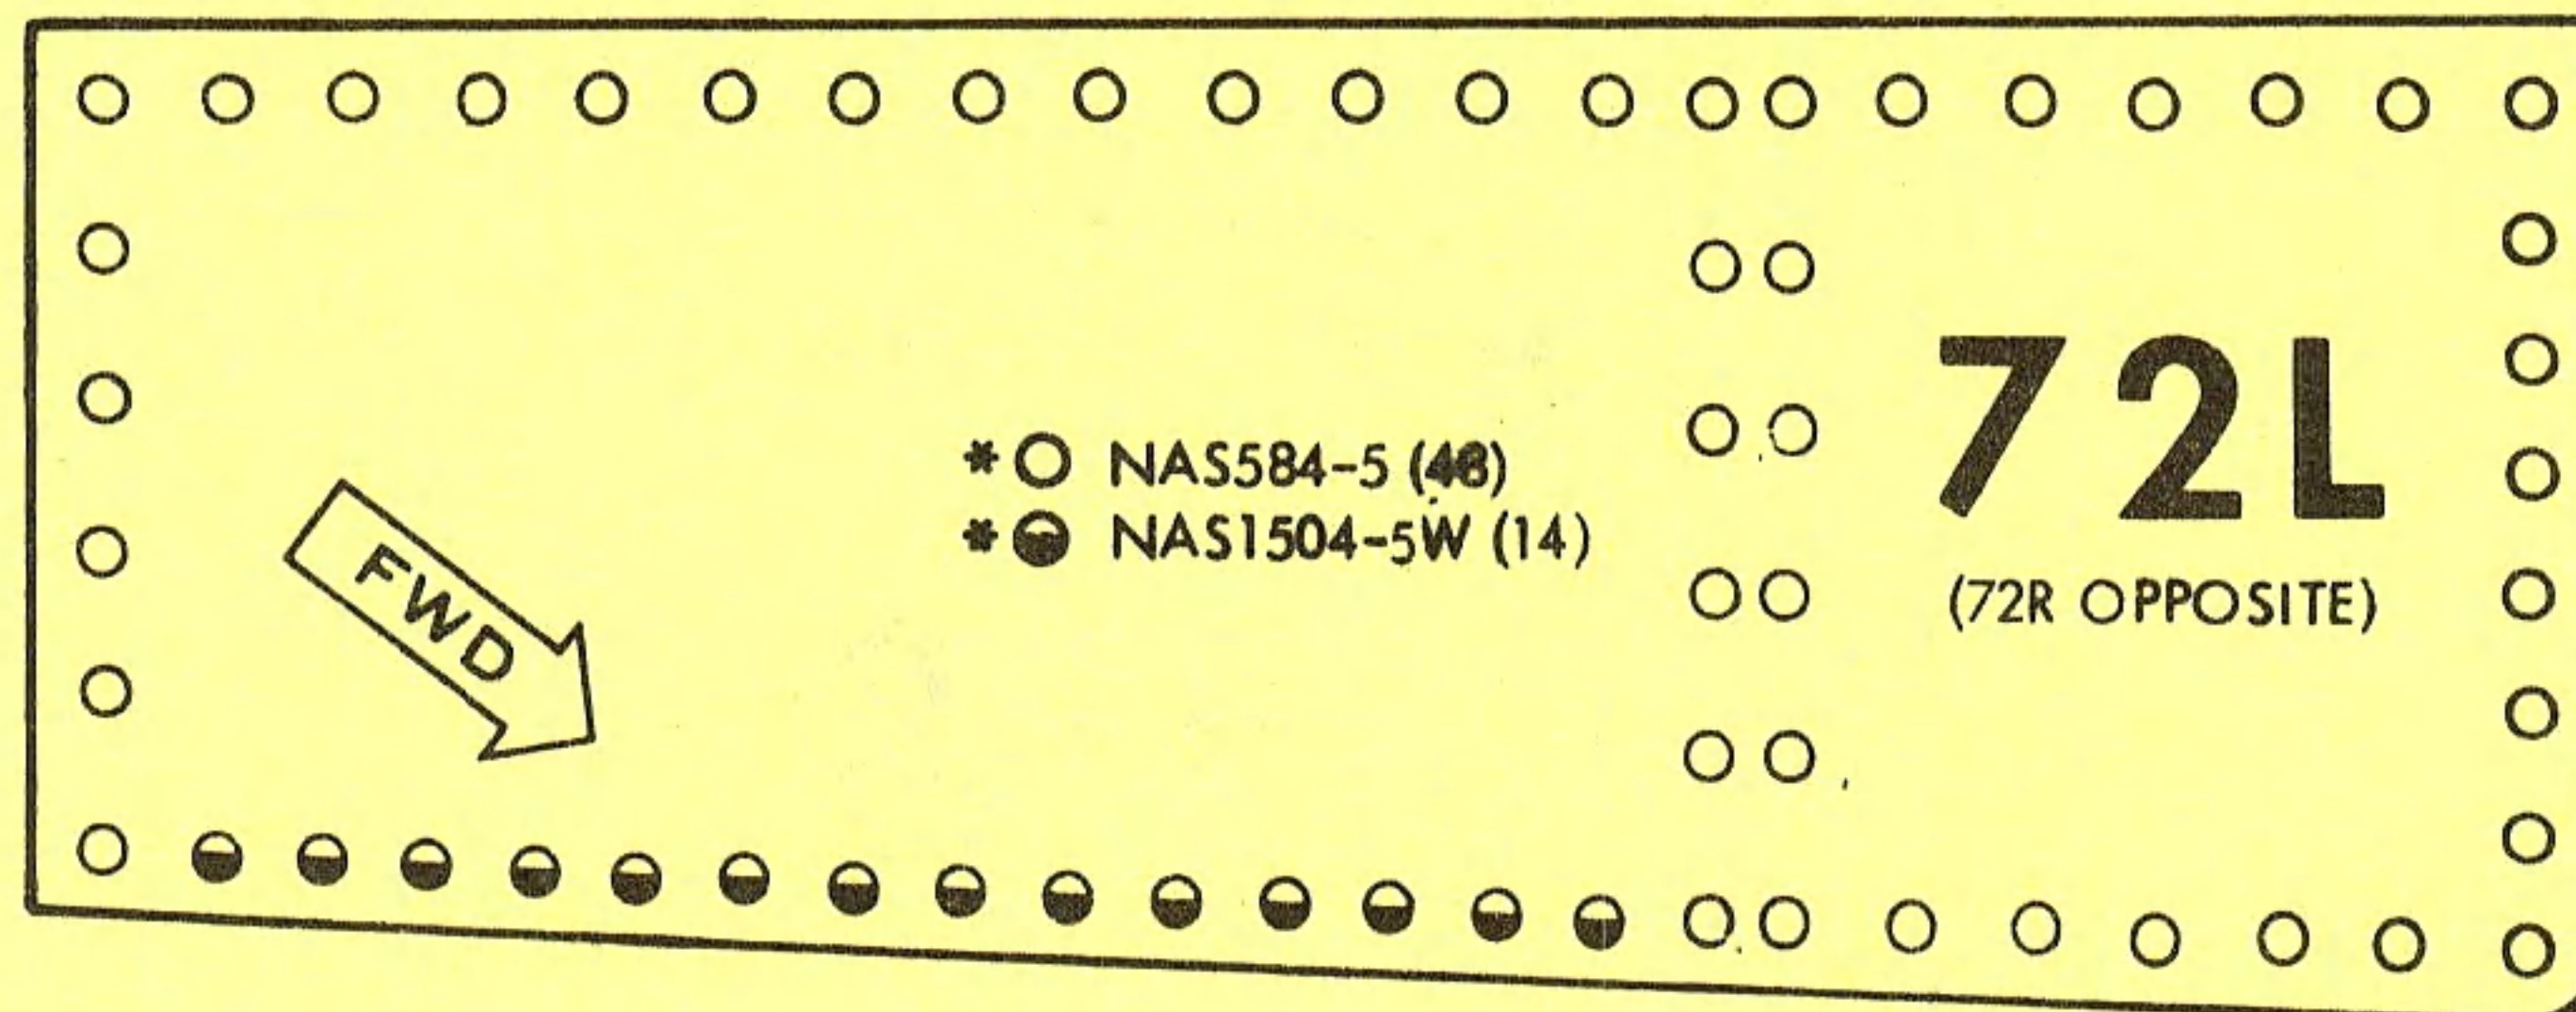 * NAS584-5 (48)
* NAS1504-5W (14)
FWD
72L
(72R OPPOSITE)